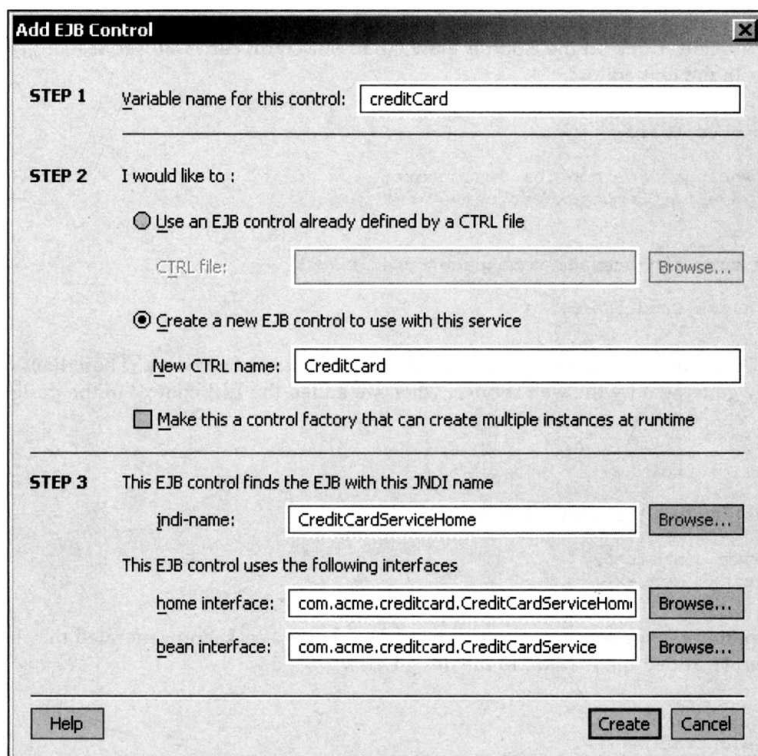 Add EJB Control
STEP 1 Variable name for this control: creditCard
STEP 2 I would like to :
Use an EJB control already defined by a CTRL file
CTRL file: Browse...
Create a new EJB control to use with this service
New CTRL name: CreditCard
Make this a control factory that can create multiple instances at runtime
STEP 3 This EJB control finds the EJB with this JNDI name
jndi-name: CreditCardServiceHome Browse...
This EJB control uses the following interfaces
home interface: com.acme.creditcard.CreditCardServiceHom Browse...
bean interface: com.acme.creditcard.CreditCardService Browse...
Help Create Cancel